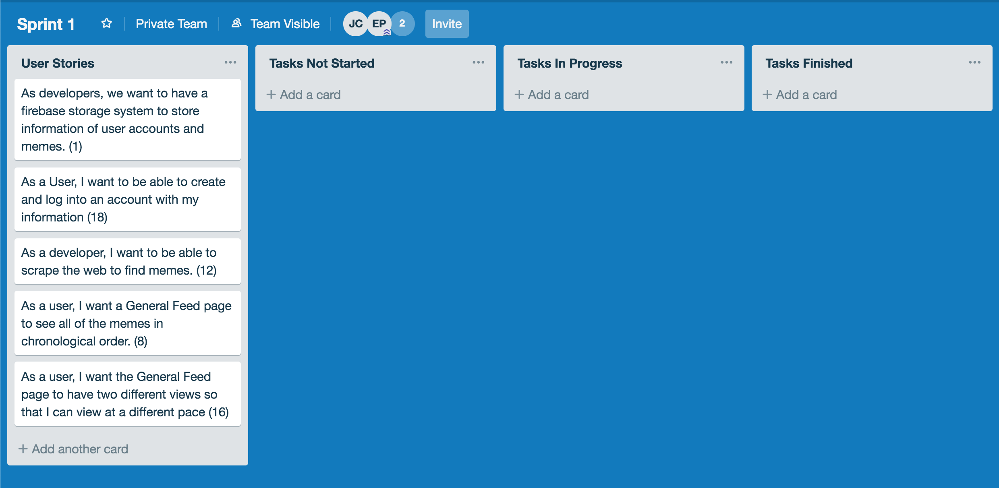 Sprint 1
Private Team
Team Visible
JC
EP
2
Invite
User Stories
As developers, we want to have a
firebase storage system to store
information of user accounts and
memes. (1)
As a User, I want to be able to create
and log into an account with my
information (18)
As a developer, I want to be able to
scrape the web to find memes. (12)
As a user, I want a General Feed page
to see all of the memes in
chronological order. (8)
As a user, I want the General Feed
page to have two different views so
that I can view at a different pace (16)
+ Add another card
Tasks Not Started
+ Add a card
Tasks In Progress
+ Add a card
Tasks Finished
+ Add a card